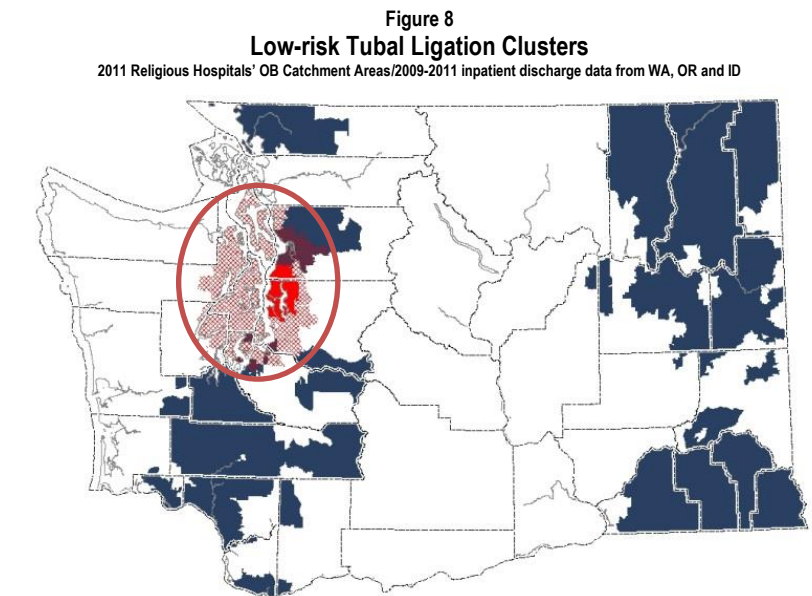 Figure 8
Low-risk Tubal Ligation Clusters
2011 Religious Hospitals' OB Catchment Areas/2009-2011 inpatient discharge data from WA, OR and ID